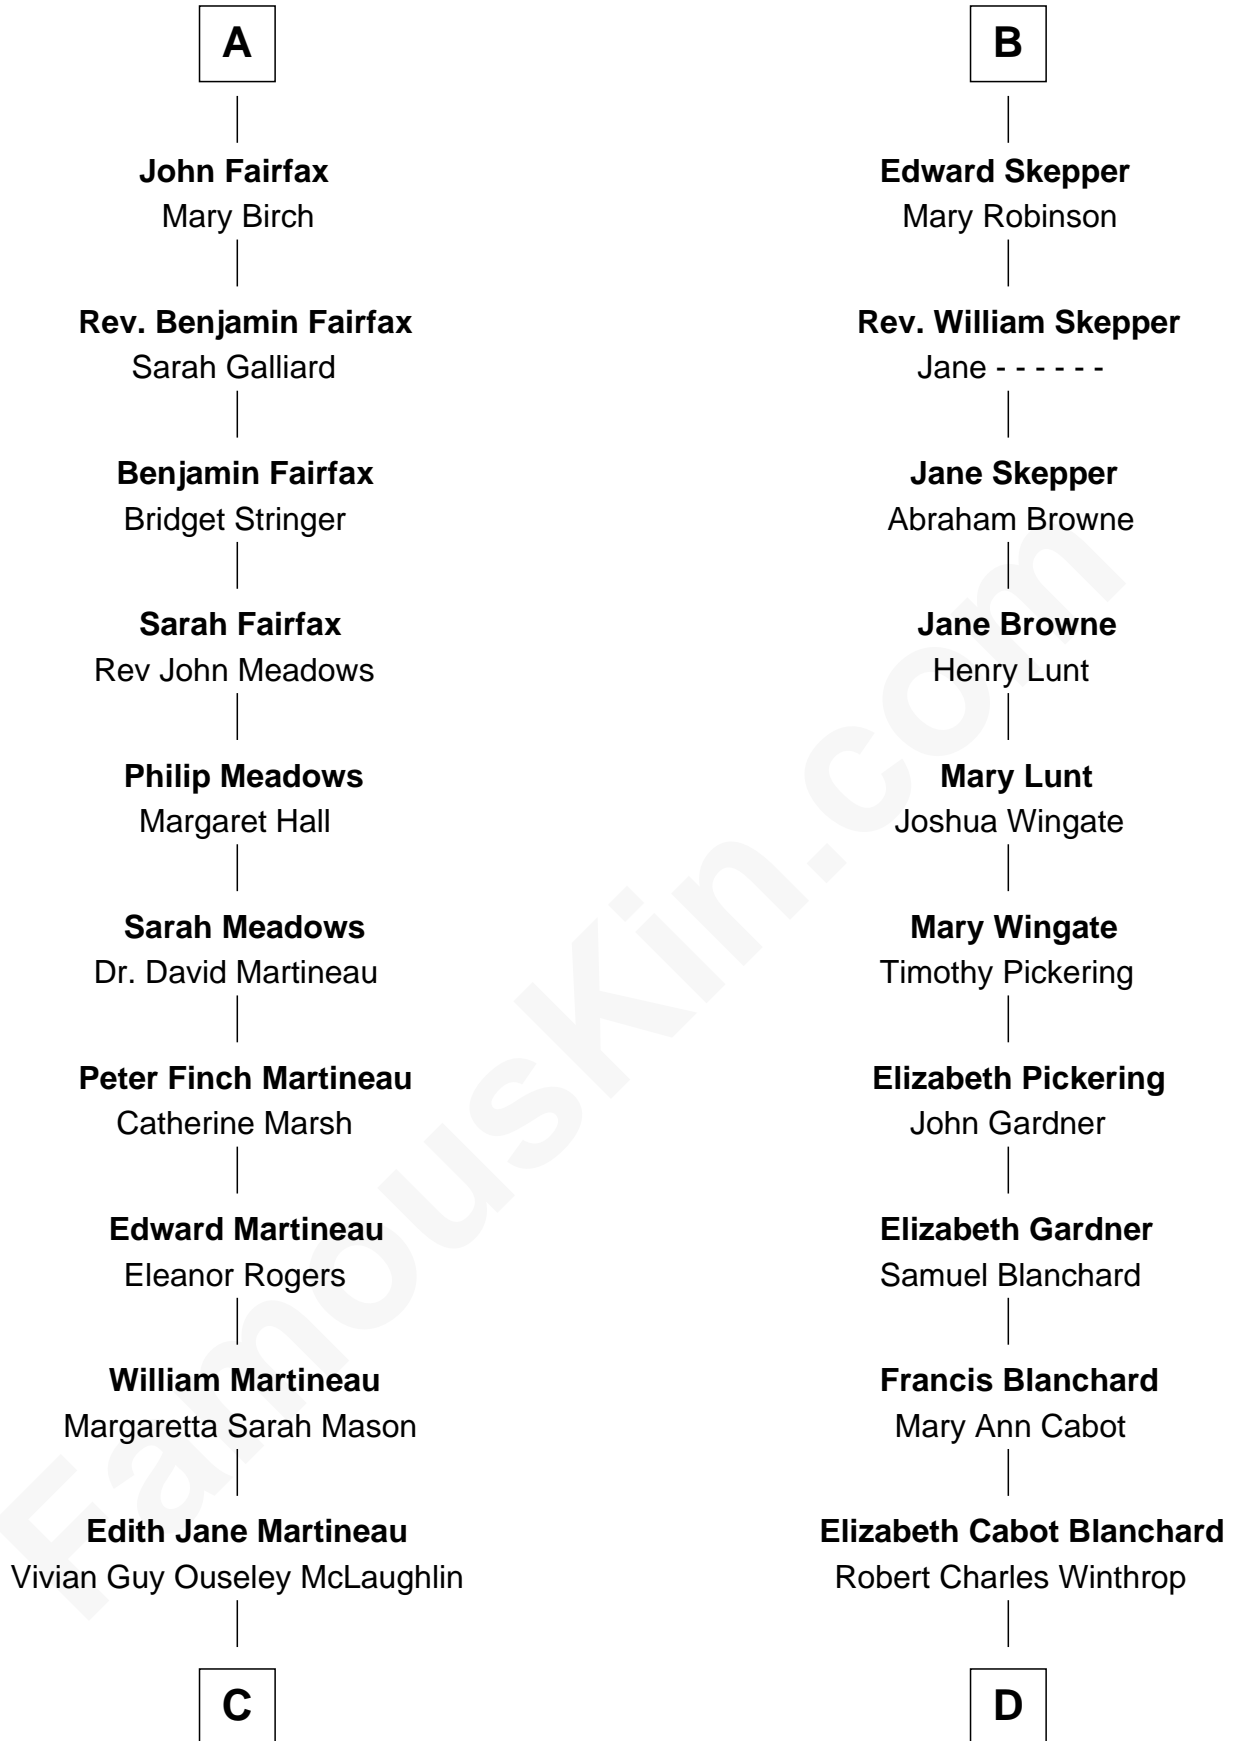 A
John Fairfax
Mary Birch
Rev. Benjamin Fairfax
Sarah Galliard
Benjamin Fairfax
Bridget Stringer
Sarah Fairfax
Rev John Meadows
Philip Meadows
Margaret Hall
Sarah Meadows
Dr. David Martineau
Peter Finch Martineau
Catherine Marsh
Edward Martineau
Eleanor Rogers
William Martineau
Margaretta Sarah Mason
Edith Jane Martineau
Vivian Guy Ouseley McLaughlin
C
B
Edward Skepper
Mary Robinson
Rev. William Skepper
Jane - - - - - -
Jane Skepper
Abraham Browne
Jane Browne
Henry Lunt
Mary Lunt
Joshua Wingate
Mary Wingate
Timothy Pickering
Elizabeth Pickering
John Gardner
Elizabeth Gardner
Samuel Blanchard
Francis Blanchard
Mary Ann Cabot
Elizabeth Cabot Blanchard
Robert Charles Winthrop
D
FamousKin.com